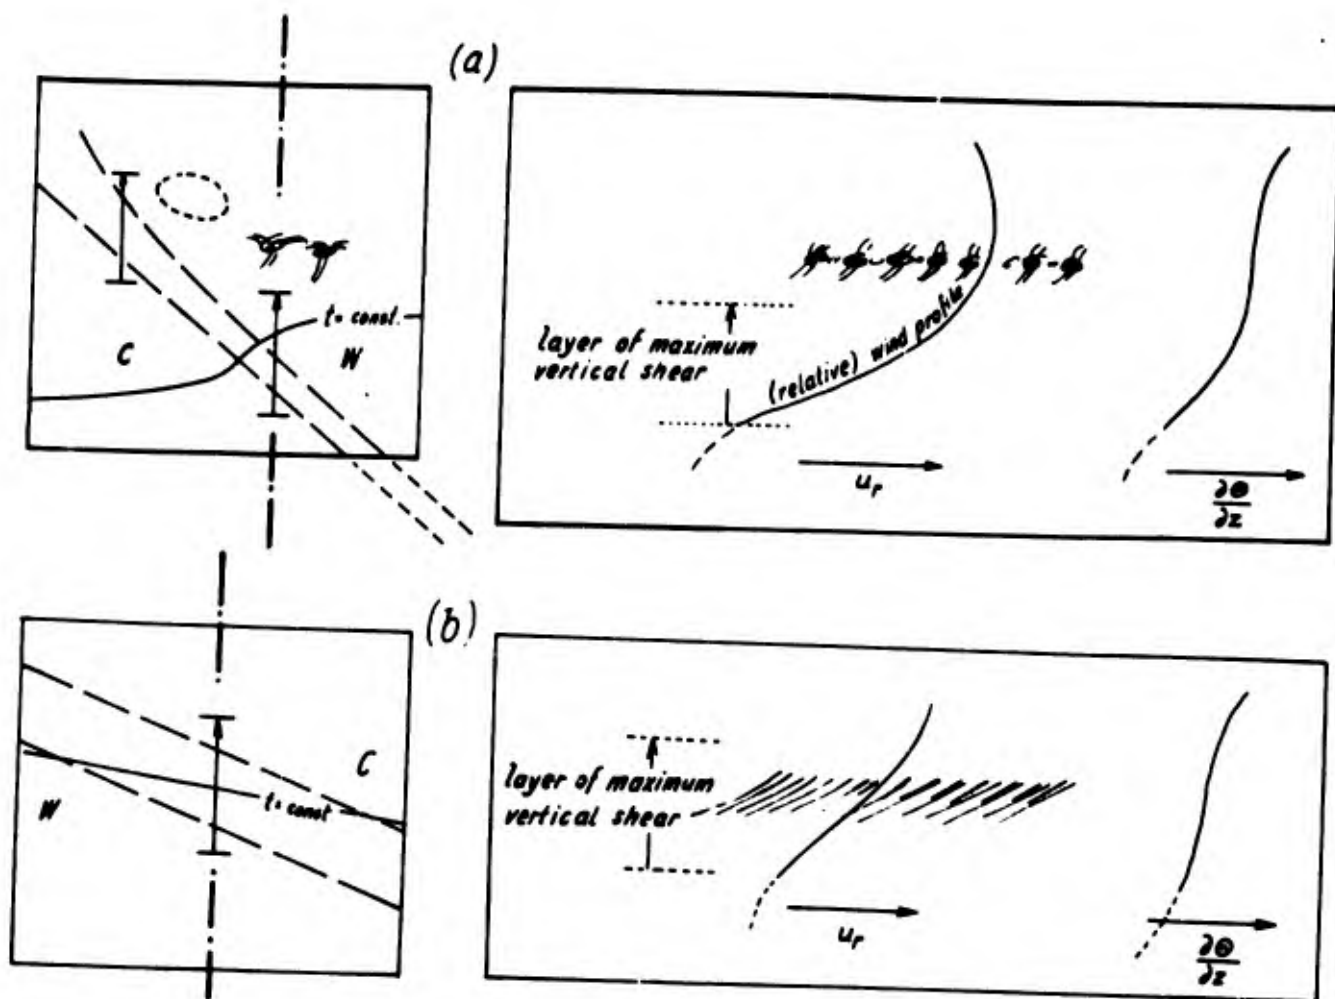 (a)
t = const.
C
W
layer of maximum
vertical shear
(relative) wind profile
u_r
∂Θ
∂z
(b)
C
W
t = const
layer of maximum
vertical shear
u_r
∂Θ
∂z